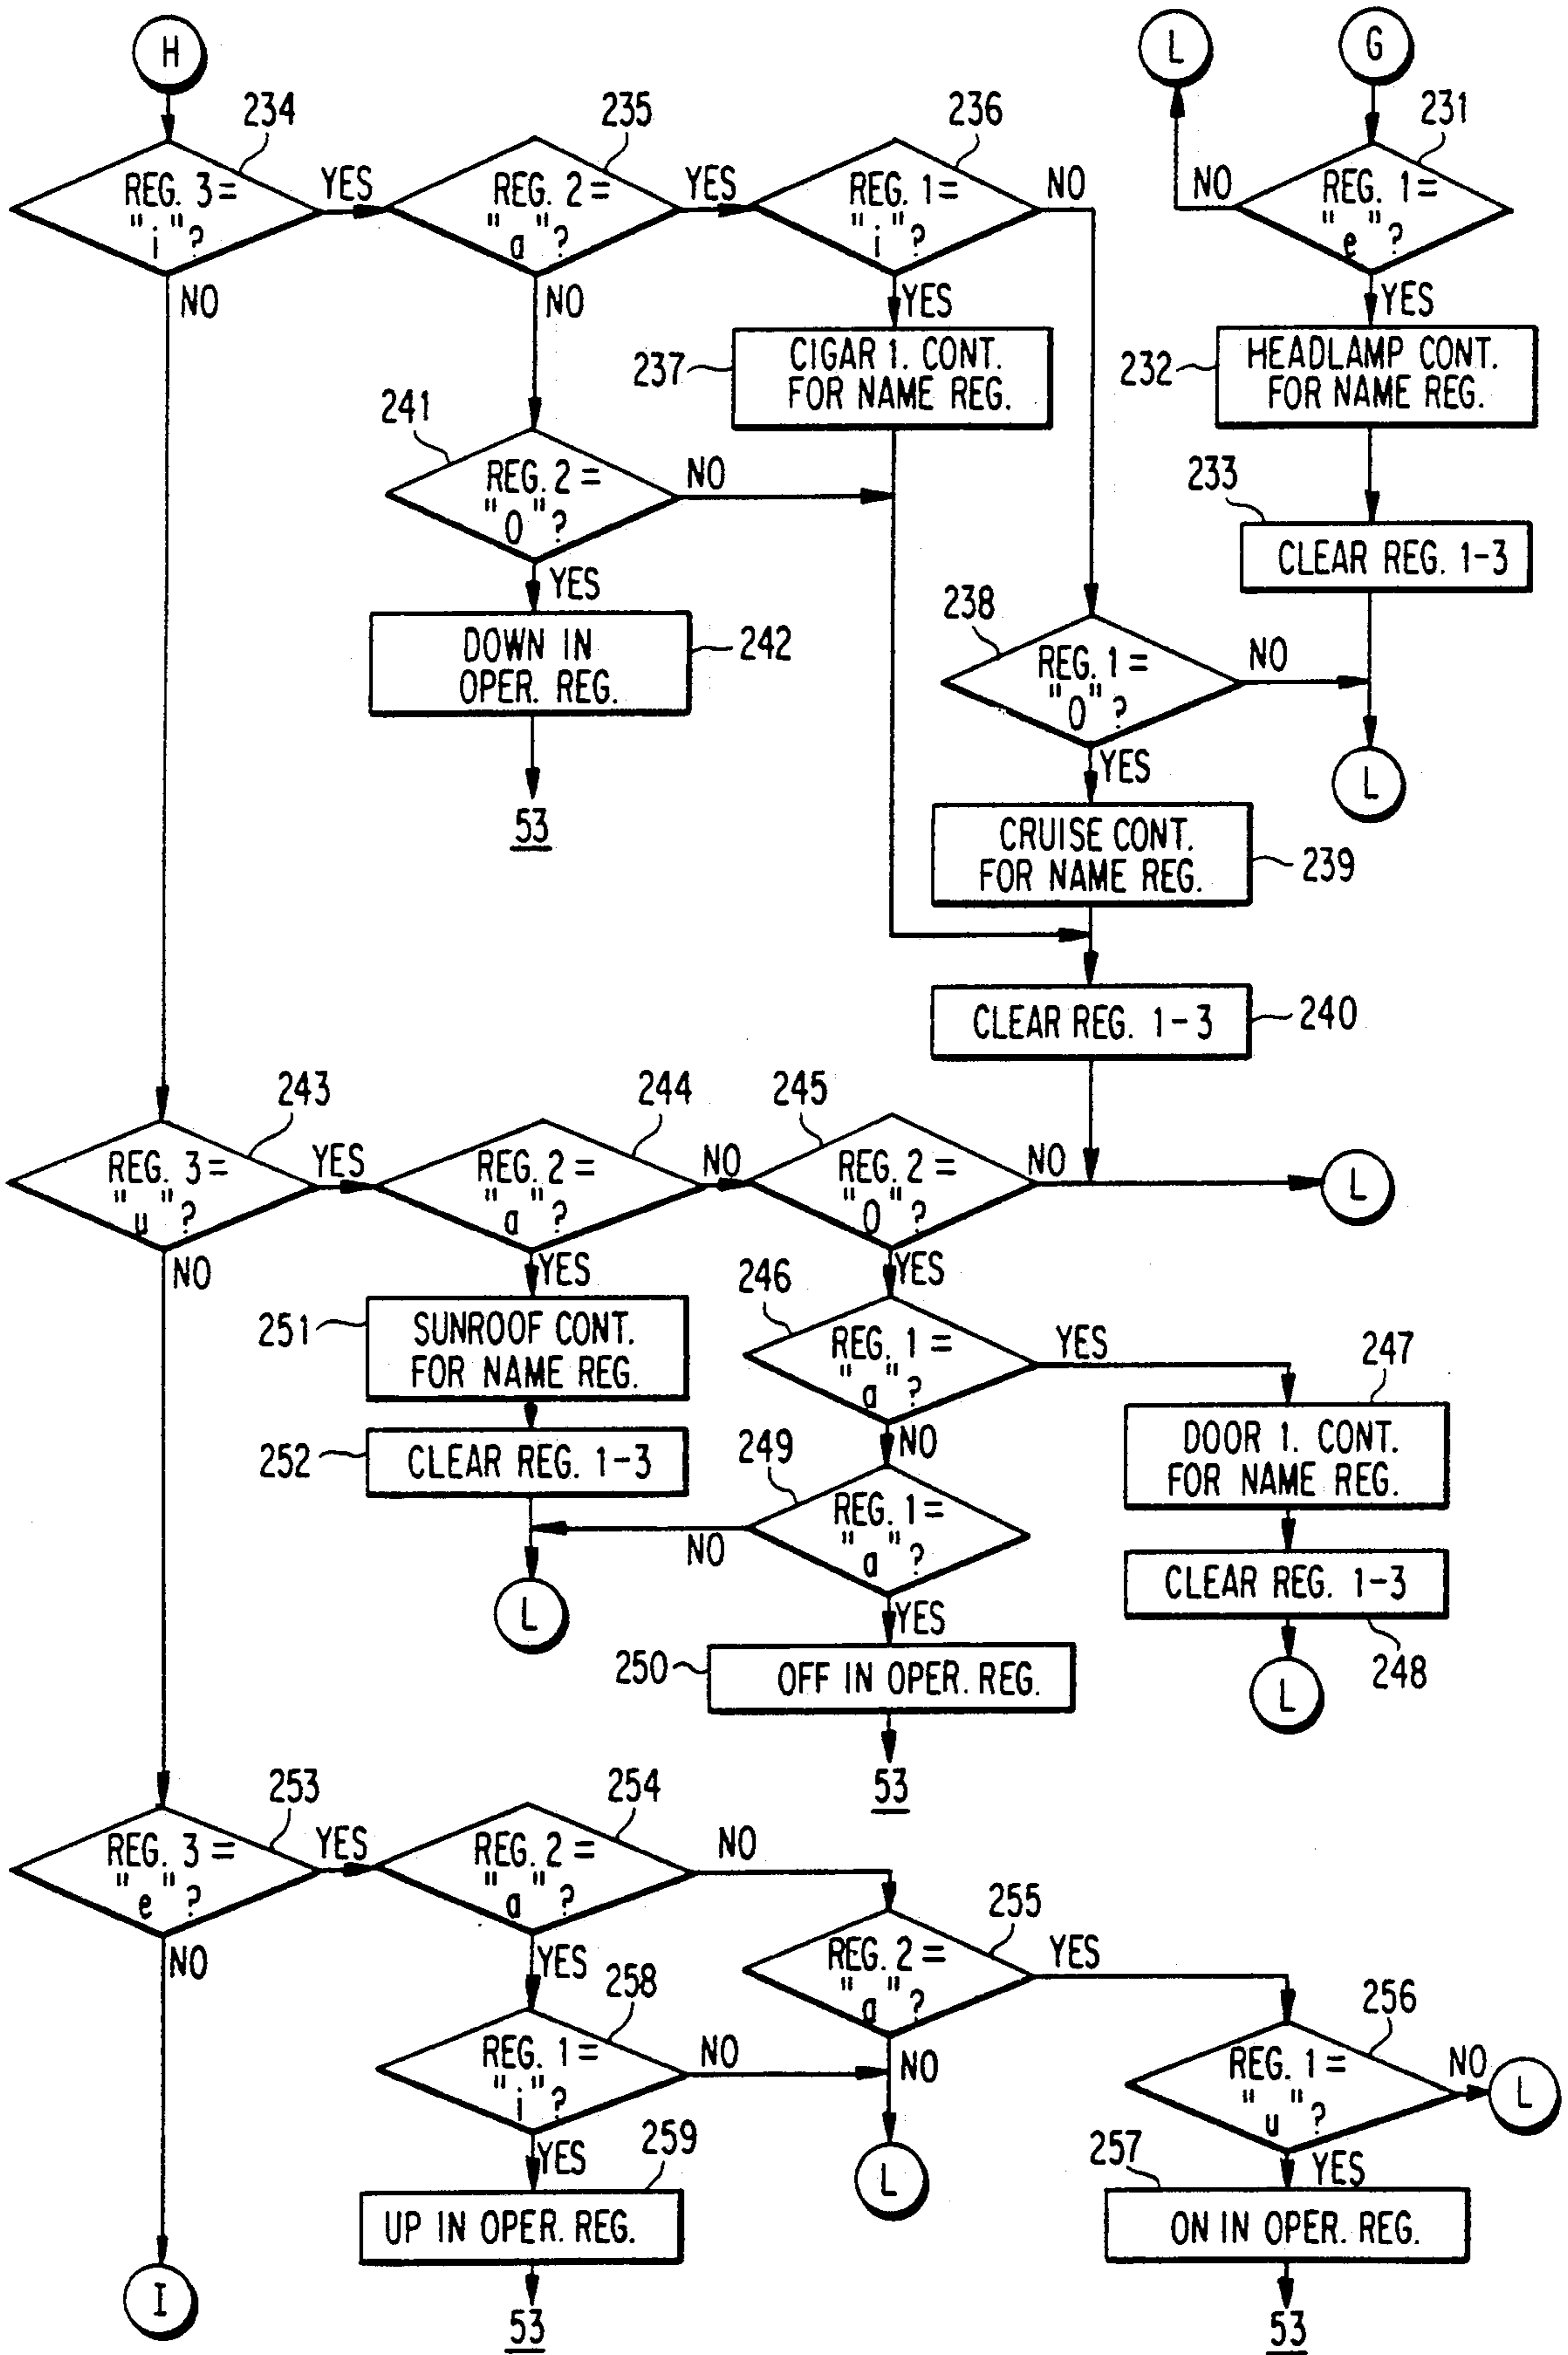 H
L
G
234
235
236
231
REG. 3 =
"i"?
YES
REG. 2 =
"a"?
YES
REG. 1 =
"i"?
NO
NO
REG. 1 =
"e"?
NO
NO
YES
YES
237
CIGAR 1. CONT.
FOR NAME REG.
232
HEADLAMP CONT.
FOR NAME REG.
241
REG. 2 =
"0"?
NO
233
CLEAR REG. 1-3
YES
238
DOWN IN
OPER. REG.
242
REG. 1 =
"0"?
NO
YES
L
53
CRUISE CONT.
FOR NAME REG.
239
CLEAR REG. 1-3
240
243
244
245
REG. 3 =
"u"?
YES
REG. 2 =
"a"?
NO
REG. 2 =
"0"?
NO
L
NO
YES
YES
246
251
SUNROOF CONT.
FOR NAME REG.
REG. 1 =
"a"?
YES
247
252
CLEAR REG. 1-3
NO
249
DOOR 1. CONT.
FOR NAME REG.
REG. 1 =
"a"?
NO
CLEAR REG. 1-3
L
YES
250
OFF IN OPER. REG.
248
L
53
253
254
REG. 3 =
"e"?
YES
REG. 2 =
"a"?
NO
255
NO
YES
REG. 2 =
"a"?
YES
258
256
REG. 1 =
"i"?
NO
NO
REG. 1 =
"u"?
NO
L
YES
259
L
257
YES
UP IN OPER. REG.
ON IN OPER. REG.
I
53
53